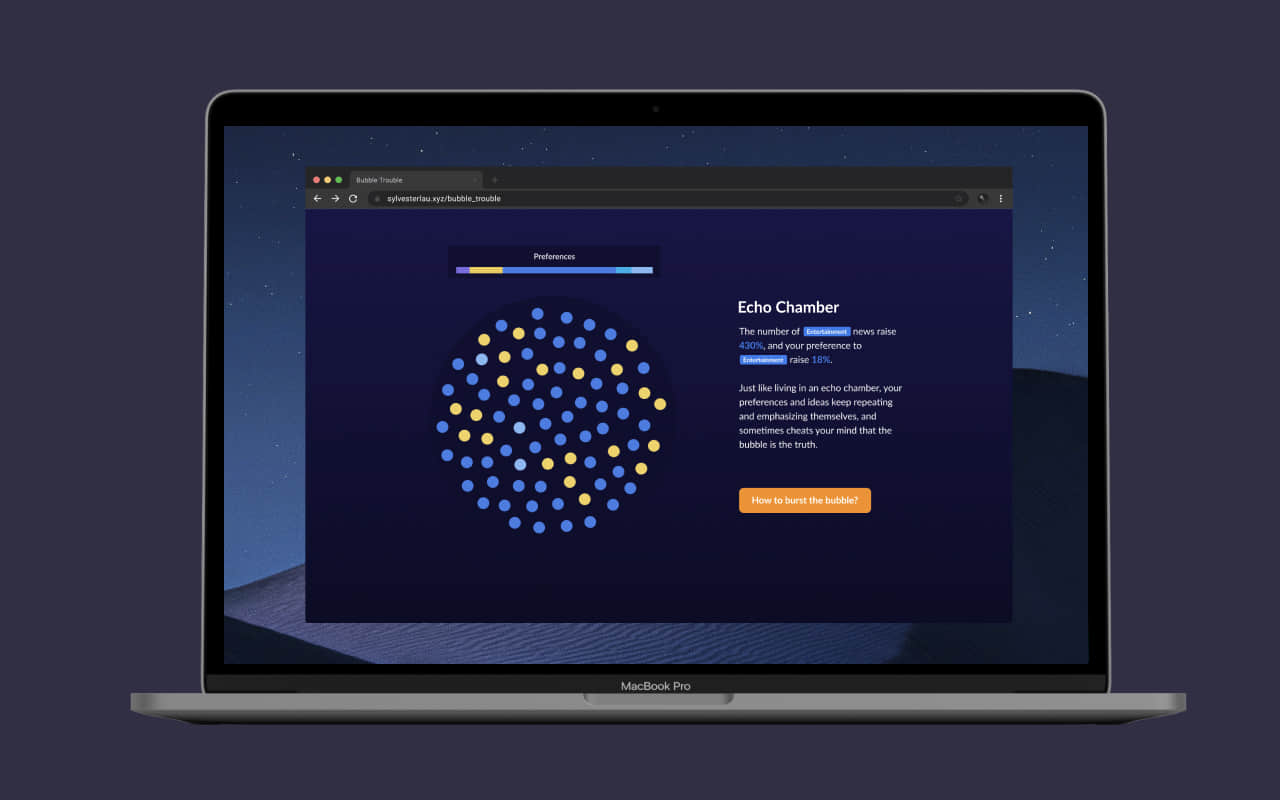 Bubble Trouble
sylvesterlau.xyz/bubble_trouble
Preferences
Echo Chamber
The number of Entertainment news raise
430%, and your preference to
Entertainment raise 18%.
Just like living in an echo chamber, your
preferences and ideas keep repeating
and emphasizing themselves, and
sometimes cheats your mind that the
bubble is the truth.
How to burst the bubble?
MacBook Pro